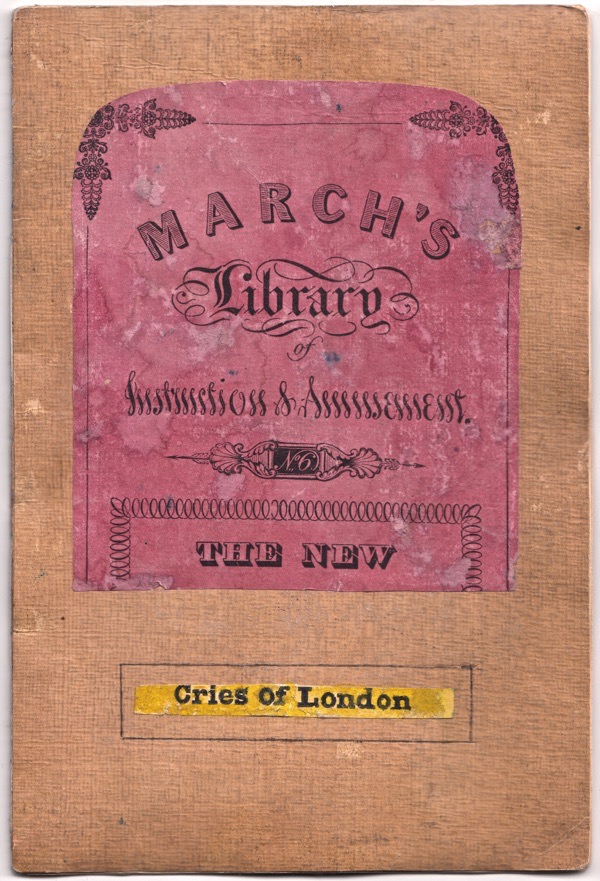 MARCH'S
Library
of
Instruction & Amusement.
No. 6
THE NEW
Cries of London